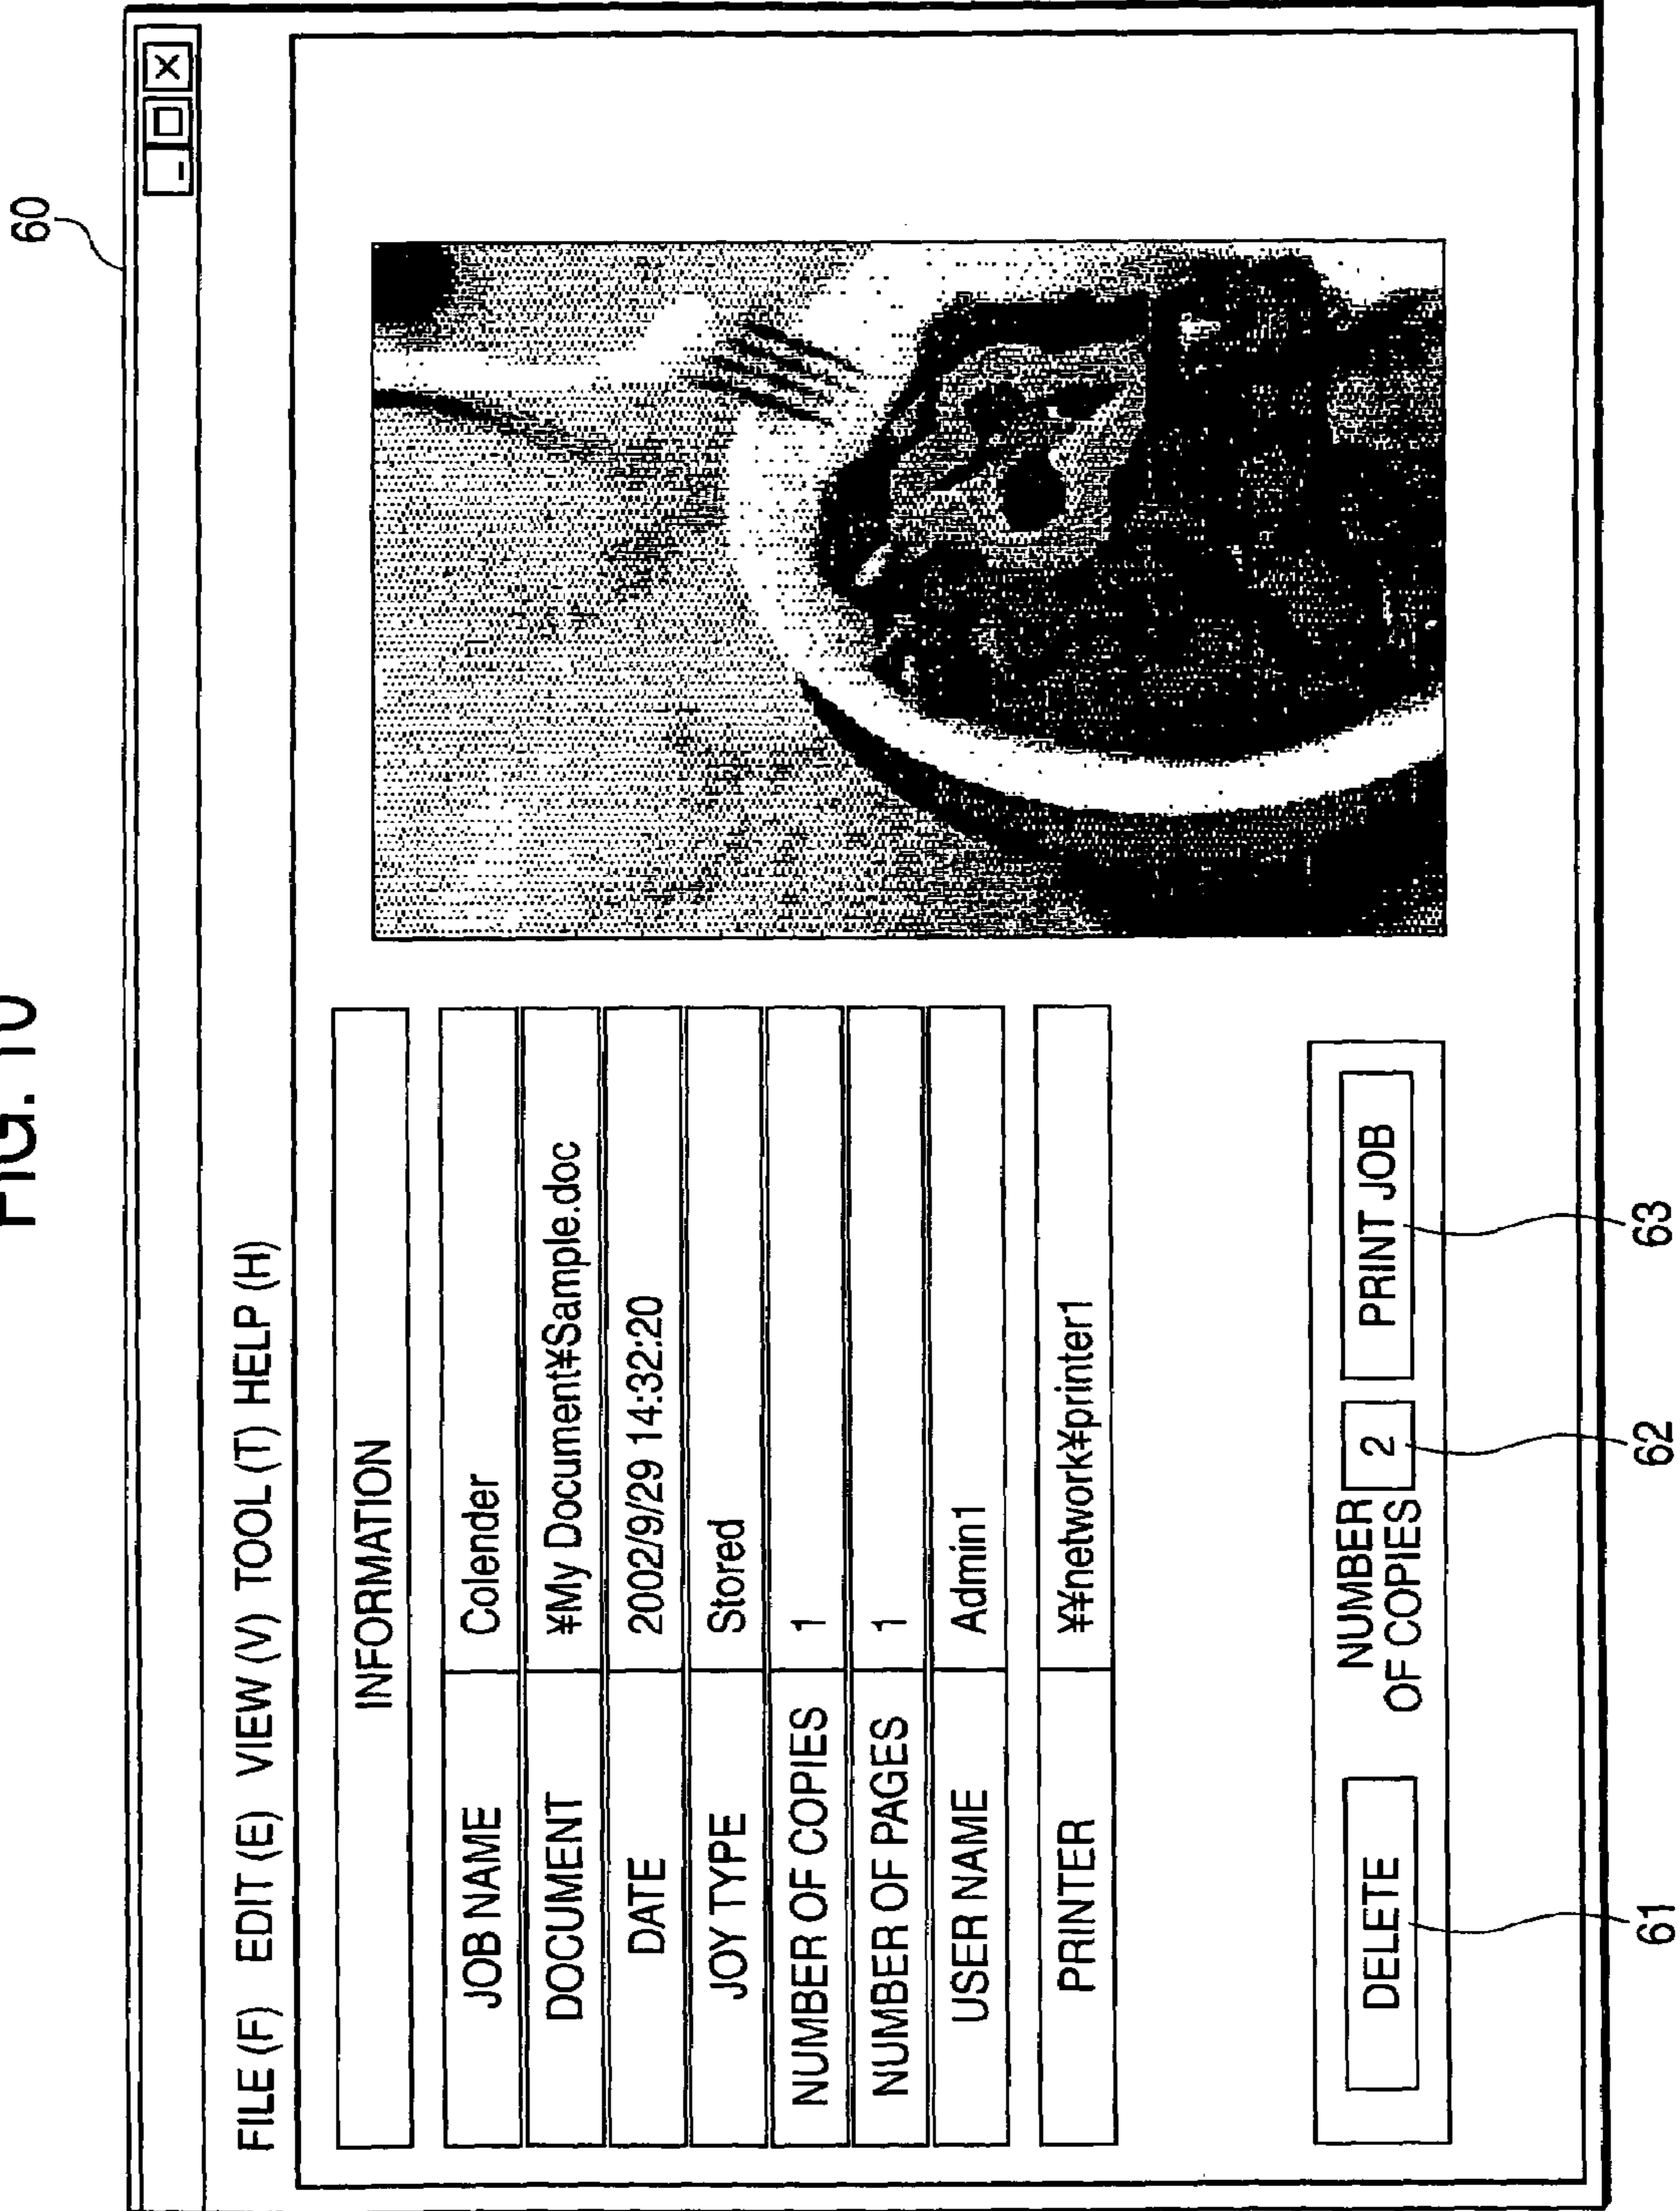 FIG. 10
60
FILE (F) EDIT (E) VIEW (V) TOOL (T) HELP (H)
INFORMATION
JOB NAME Colender
DOCUMENT ¥My Document¥Sample.doc
DATE 2002/9/29 14:32:20
JOY TYPE Stored
NUMBER OF COPIES 1
NUMBER OF PAGES 1
USER NAME Admin1
PRINTER ¥¥network¥printer1
DELETE NUMBER OF COPIES 2 PRINT JOB
61 62 63